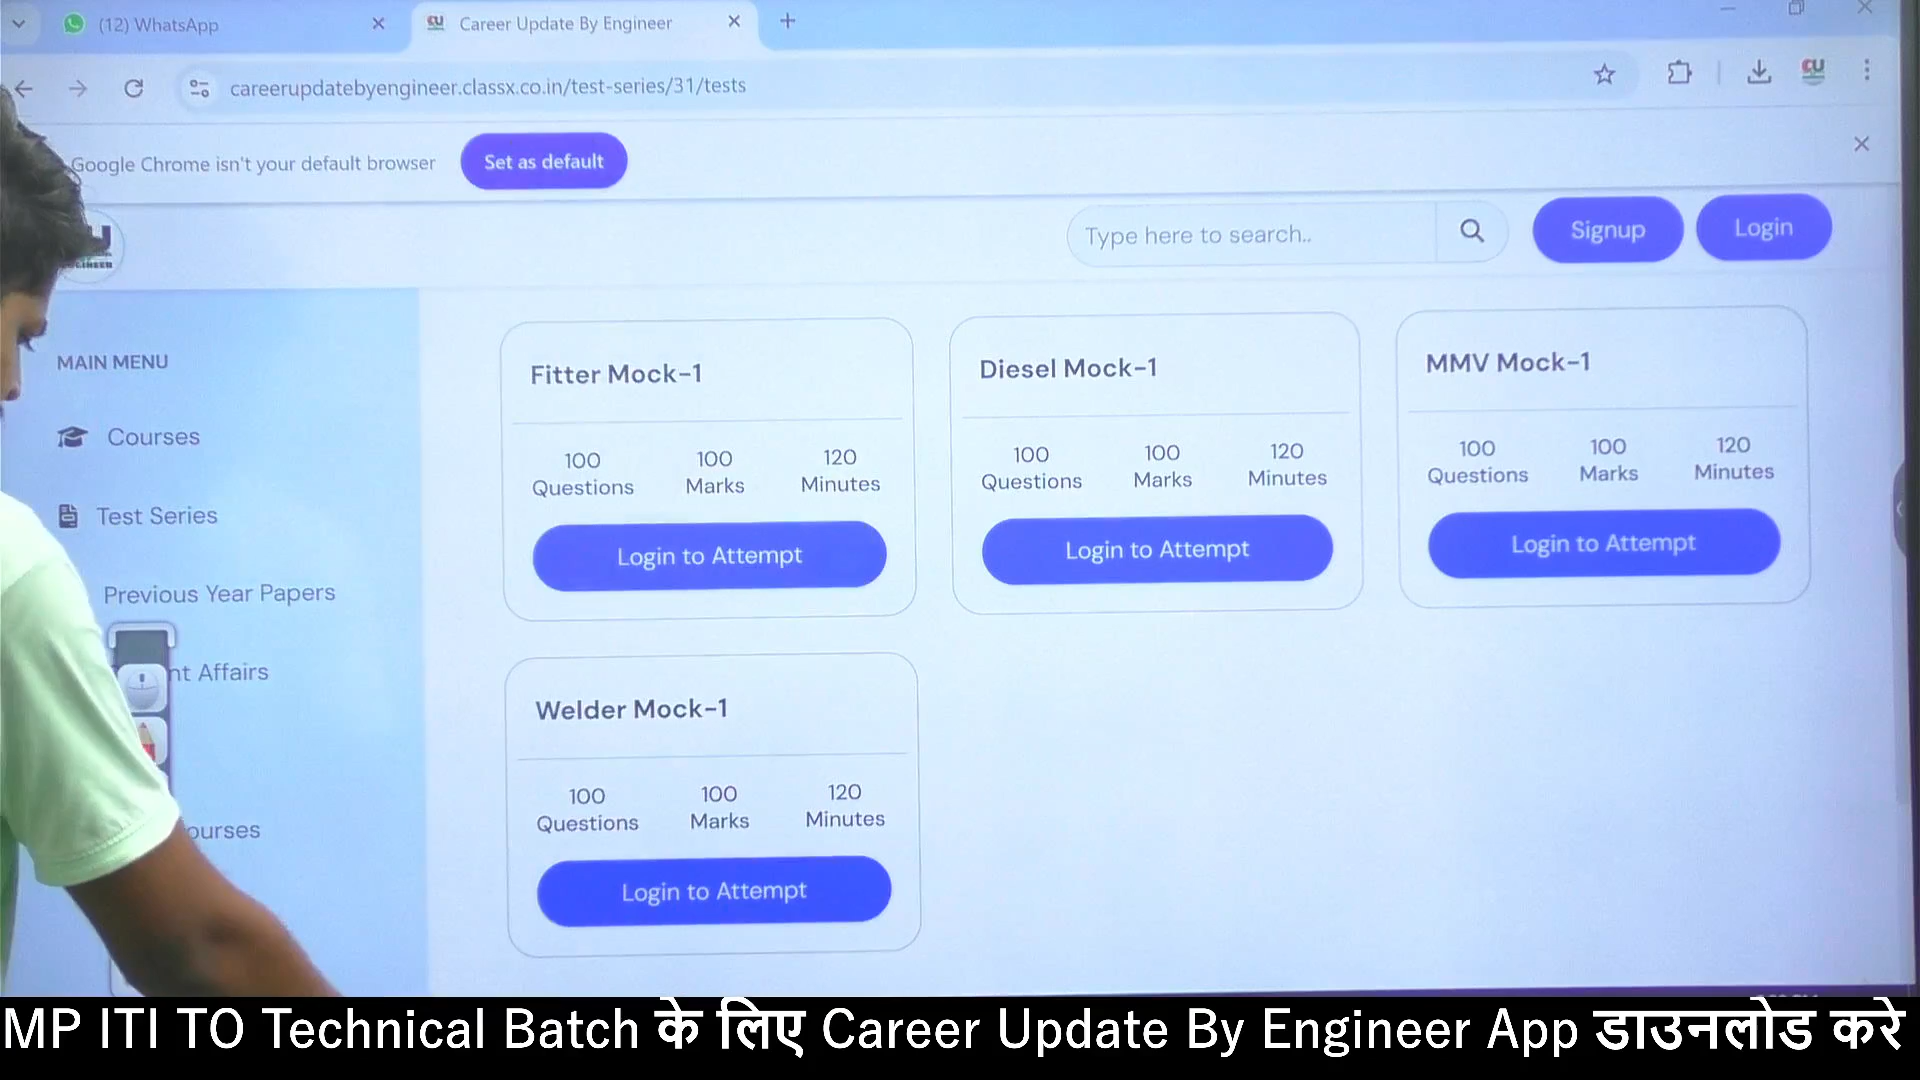 (12) WhatsApp
Career Update By Engineer
careerupdatebyengineer.classx.co.in/test-series/31/tests
Google Chrome isn't your default browser
Set as default
Type here to search..
Signup
Login
MAIN MENU
Courses
Test Series
Previous Year Papers
nt Affairs
ourses
Fitter Mock-1
100 Questions
100 Marks
120 Minutes
Login to Attempt
Diesel Mock-1
100 Questions
100 Marks
120 Minutes
Login to Attempt
MMV Mock-1
100 Questions
100 Marks
120 Minutes
Login to Attempt
Welder Mock-1
100 Questions
100 Marks
120 Minutes
Login to Attempt
MP ITI TO Technical Batch के लिए Career Update By Engineer App डाउनलोड करे